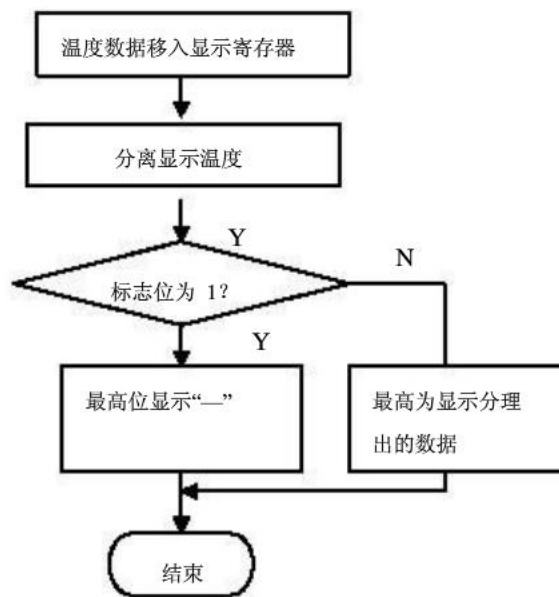 温度数据移入显示寄存器
分离显示温度
Y
N
标志位为 1？
Y
最高位显示“—”
最高为显示分理
出的数据
结束